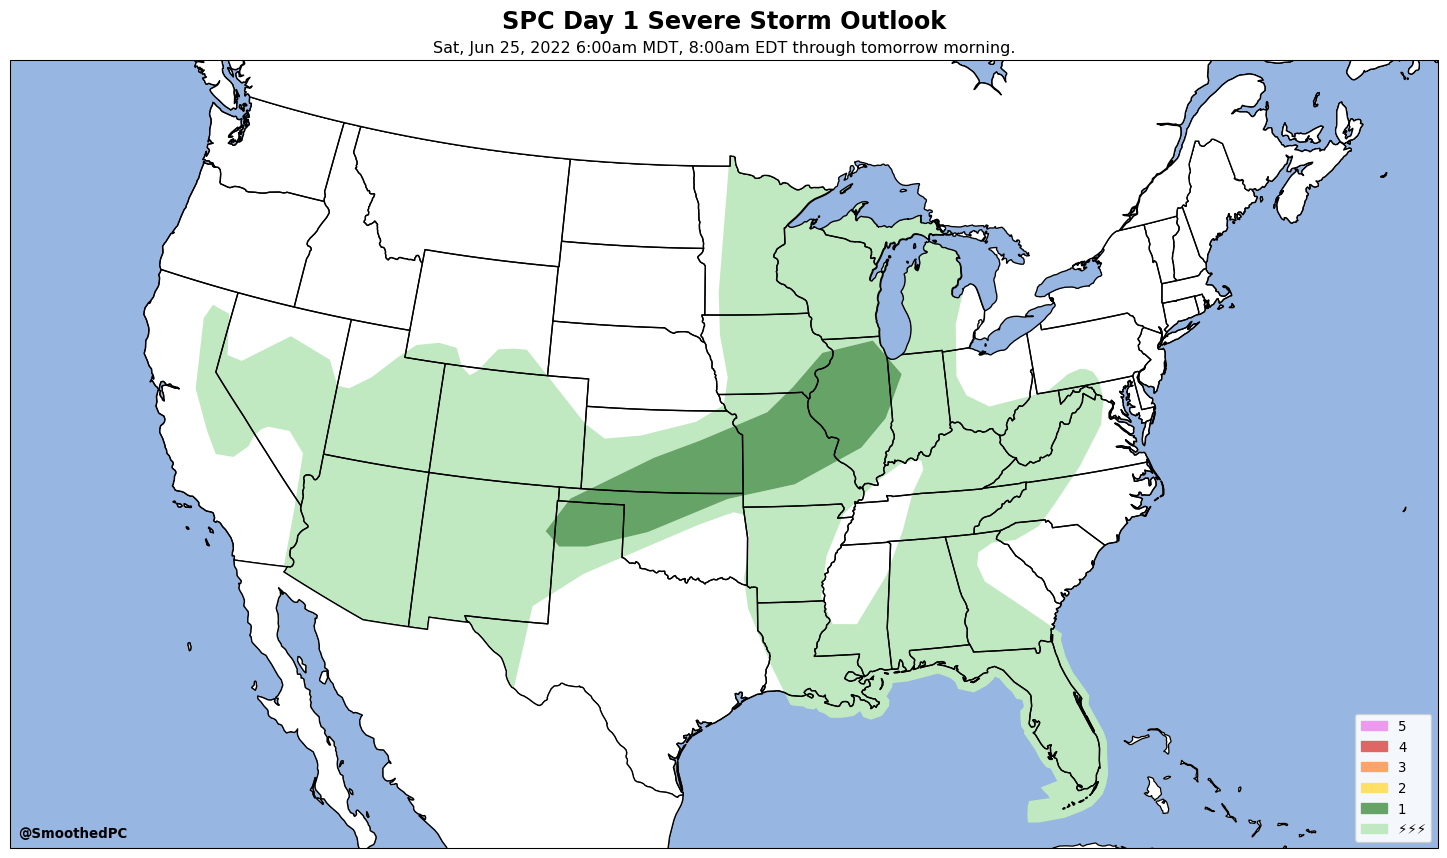 SPC Day 1 Severe Storm Outlook
Sat, Jun 25, 2022 6:00am MDT, 8:00am EDT through tomorrow morning.
5
4
3
2
1
⚡⚡⚡
@SmoothedPC